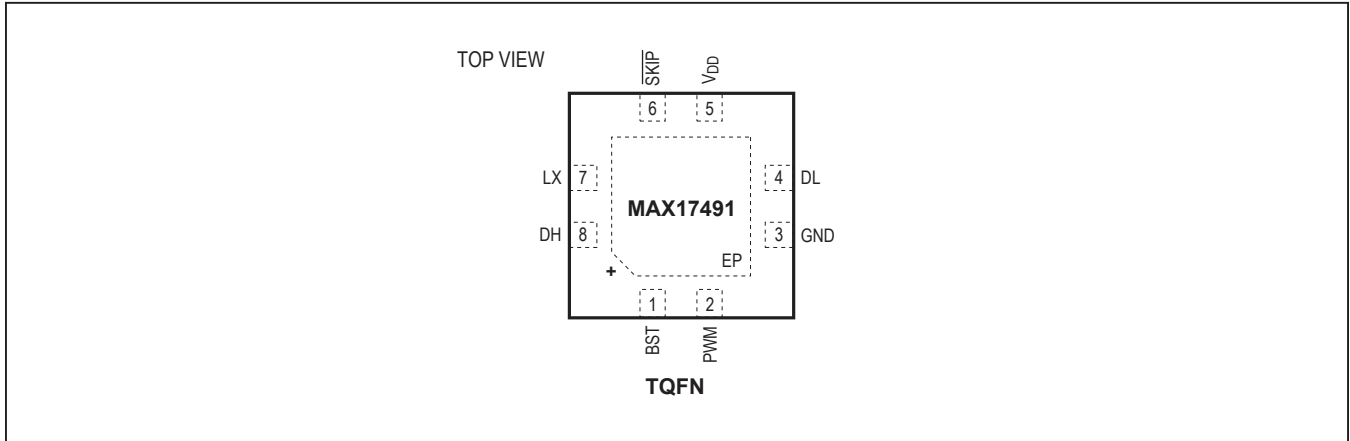 TOP VIEW
SKIP
VDD
6
5
LX
7
4
DL
MAX17491
DH
8
3
GND
EP
+
1
2
BST
PWM
TQFN